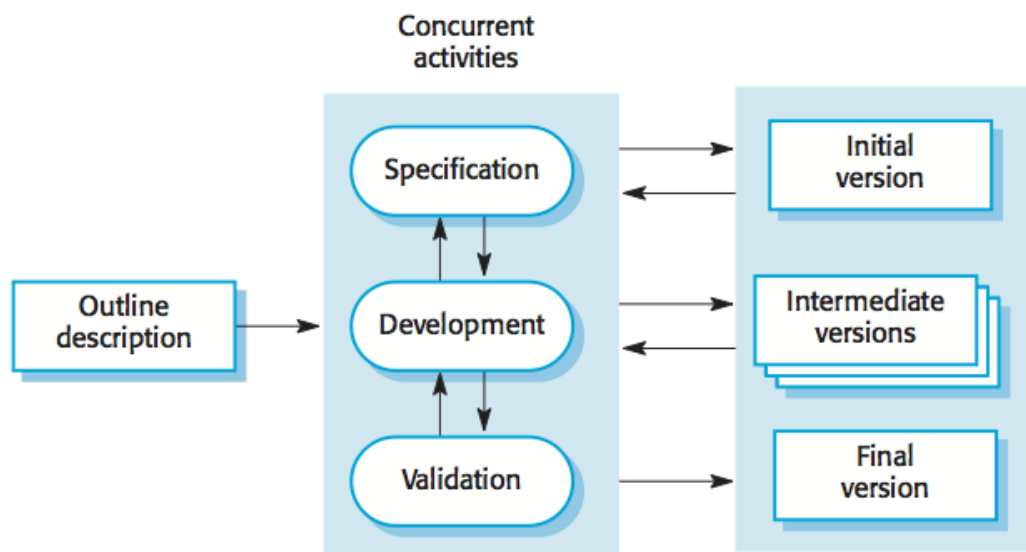 Concurrent
activities
Specification
Initial
version
Outline
description
Development
Intermediate
versions
Validation
Final
version